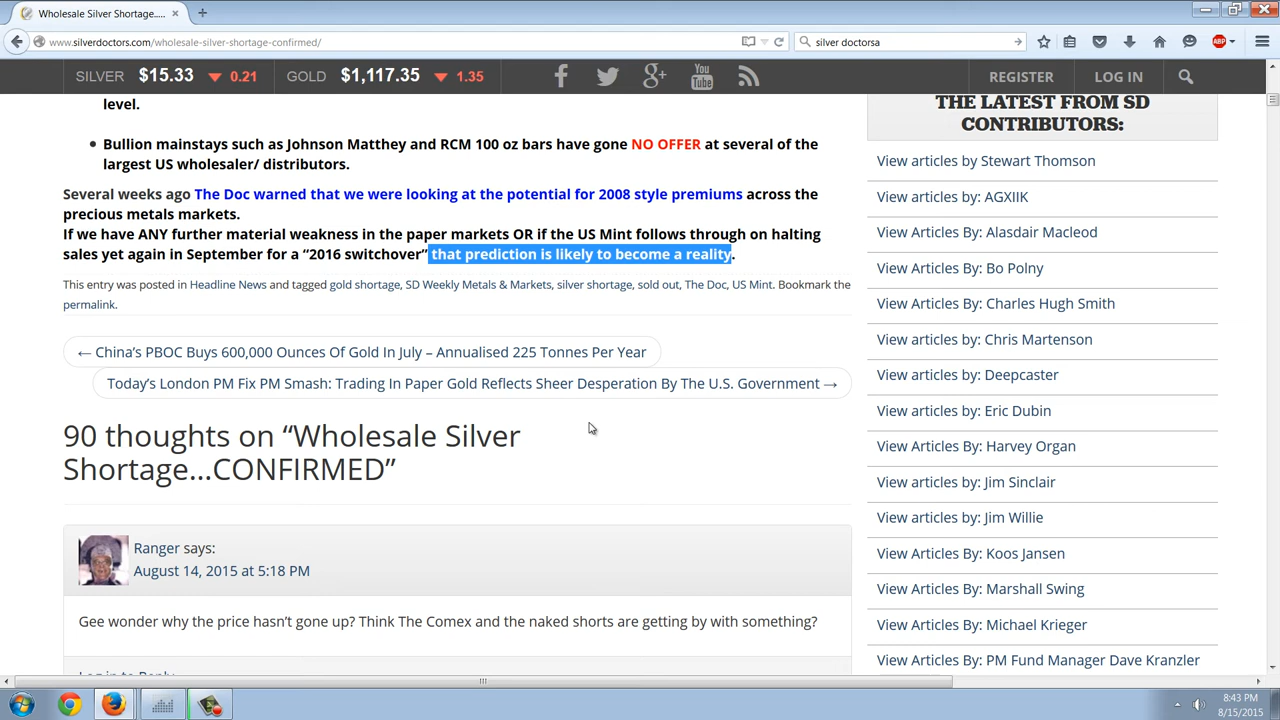 Wholesale Silver Shortage....
www.silverdoctors.com/wholesale-silver-shortage-confirmed/
silver doctorsa
ABP
SILVER $15.33 0.21 GOLD $1,117.35 1.35
You Tube
REGISTER LOG IN
level.
Bullion mainstays such as Johnson Matthey and RCM 100 oz bars have gone NO OFFER at several of the
largest US wholesaler/ distributors.
Several weeks ago The Doc warned that we were looking at the potential for 2008 style premiums across the
precious metals markets.
If we have ANY further material weakness in the paper markets OR if the US Mint follows through on halting
sales yet again in September for a “2016 switchover” that prediction is likely to become a reality.
This entry was posted in Headline News and tagged gold shortage, SD Weekly Metals & Markets, silver shortage, sold out, The Doc, US Mint. Bookmark the
permalink.
← China’s PBOC Buys 600,000 Ounces Of Gold In July – Annualised 225 Tonnes Per Year
Today’s London PM Fix PM Smash: Trading In Paper Gold Reflects Sheer Desperation By The U.S. Government →
90 thoughts on “Wholesale Silver
Shortage…CONFIRMED”
Ranger says:
August 14, 2015 at 5:18 PM
Gee wonder why the price hasn’t gone up? Think The Comex and the naked shorts are getting by with something?
Log in to Reply
THE LATEST FROM SD
CONTRIBUTORS:
View articles by Stewart Thomson
View articles by: AGXIIK
View articles by: Alasdair Macleod
View articles by: Bo Polny
View Articles By: Charles Hugh Smith
View articles by: Chris Martenson
View articles by: Deepcaster
View articles by: Eric Dubin
View Articles by: Harvey Organ
View articles by: Jim Sinclair
View articles by: Jim Willie
View Articles By: Koos Jansen
View articles by: Marshall Swing
View Articles by: Michael Krieger
View articles by: PM Fund Manager Dave Kranzler
8:43 PM
8/15/2015